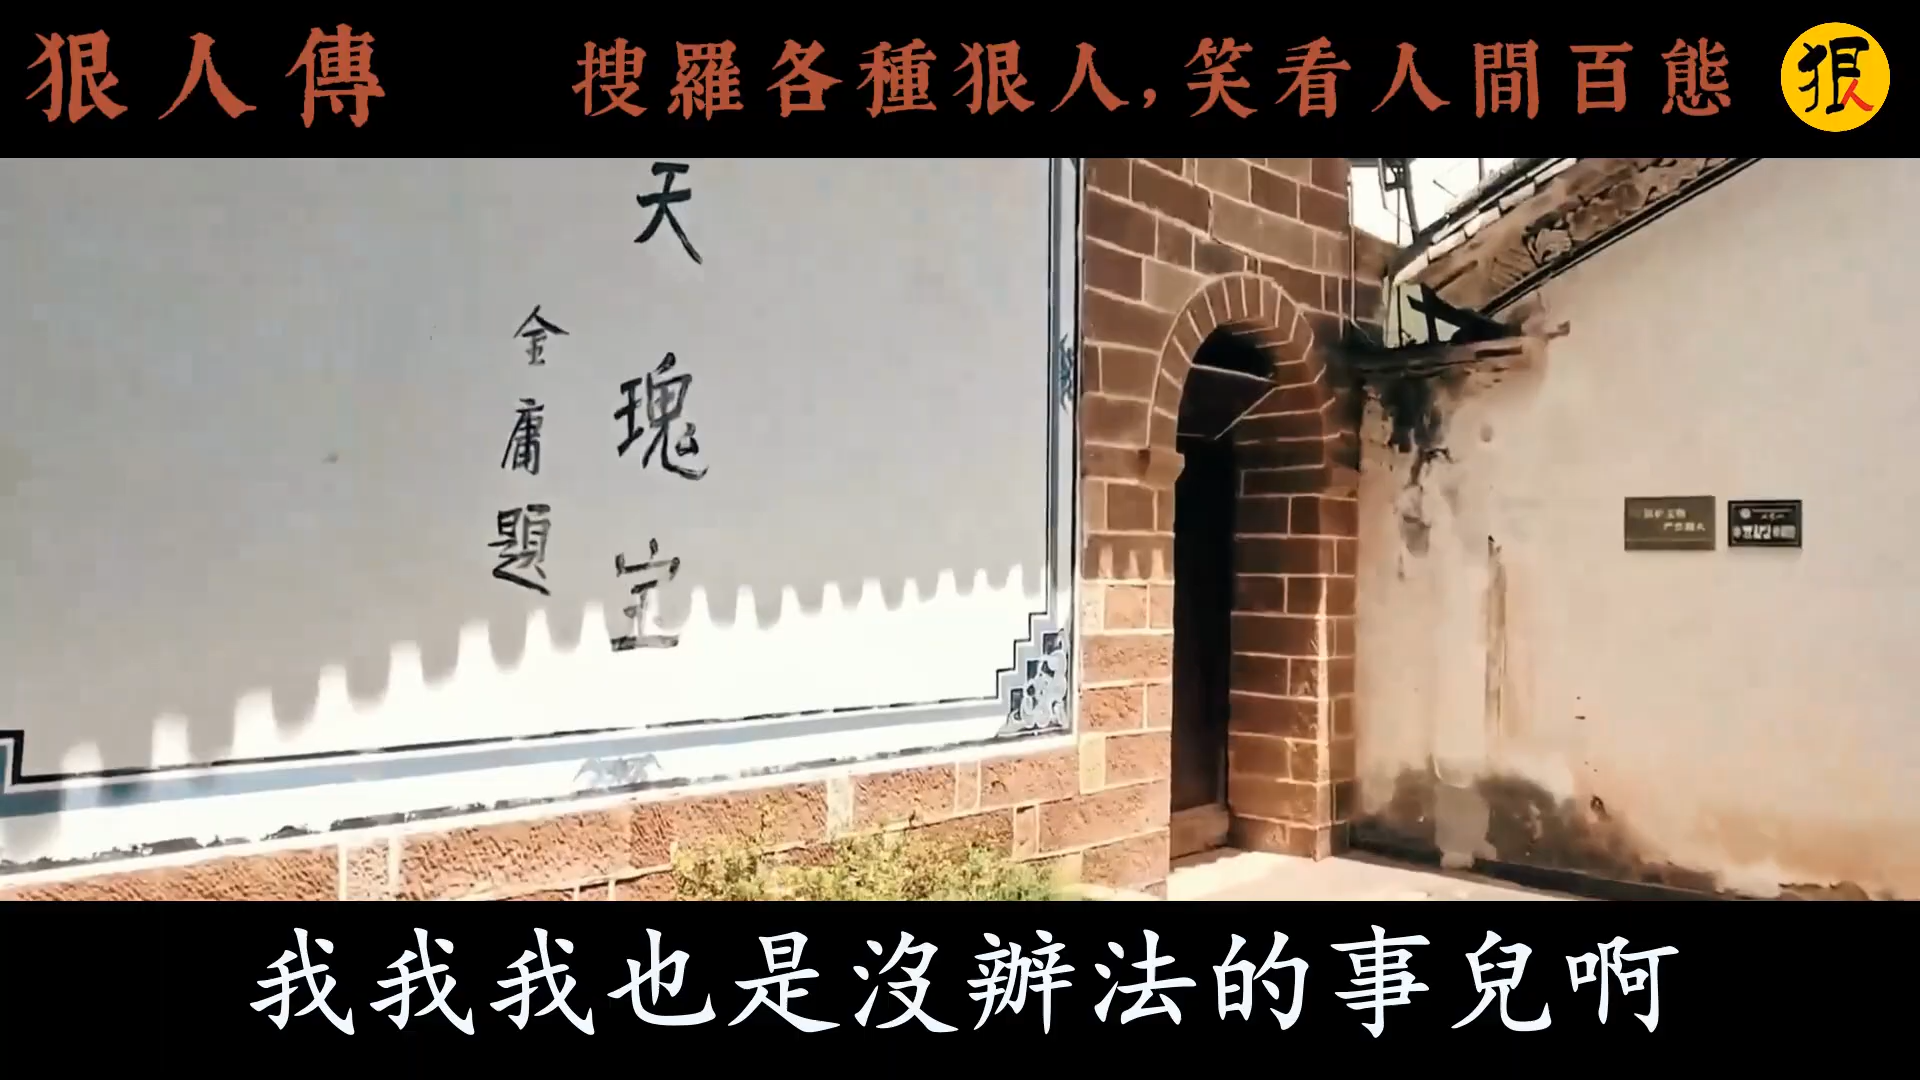 狠人傳
搜羅各種狠人,笑看人間百態
狠人
天瑰宝
金庸題
我我我也是沒辦法的事兒啊